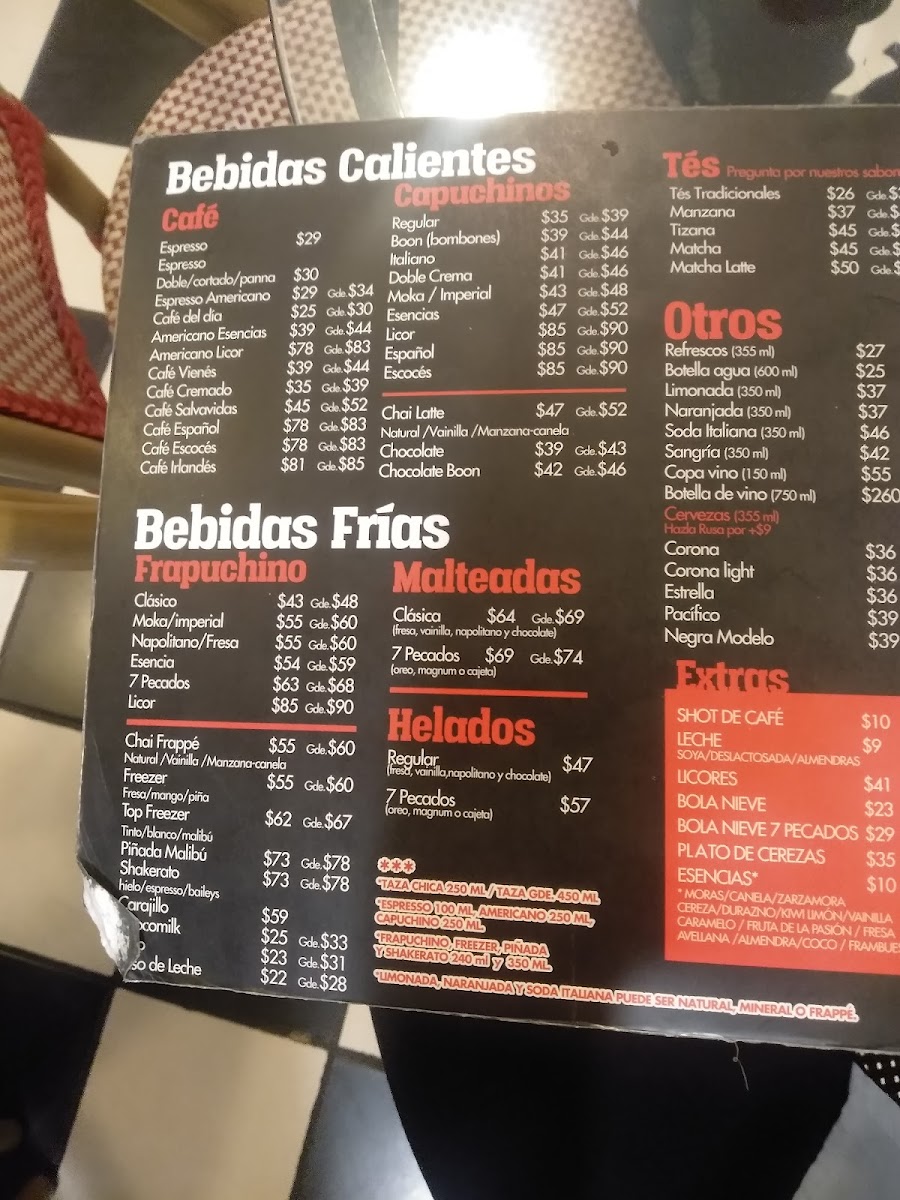 Bebidas Calientes
Café
Espresso $29
Espresso
Doble/cortado/panna $30
Espresso Americano $29 Gde.$34
Café del día $25 Gde.$30
Americano Esencias $39 Gde.$44
Americano Licor $78 Gde.$83
Café Vienés $39 Gde.$44
Café Cremado $35 Gde.$39
Café Salvavidas $45 Gde.$52
Café Español $78 Gde.$83
Café Escocés $78 Gde.$83
Café Irlandés $81 Gde.$85
Capuchinos
Regular $35 Gde.$39
Boon (bombones) $39 Gde.$44
Italiano $41 Gde.$46
Doble Crema $41 Gde.$46
Moka / Imperial $43 Gde.$48
Esencias $47 Gde.$52
Licor $85 Gde.$90
Español $85 Gde.$90
Escocés $85 Gde.$90
Chai Latte $47 Gde.$52
Natural /Vainilla /Manzana-canela
Chocolate $39 Gde.$43
Chocolate Boon $42 Gde.$46
Bebidas Frías
Frapuchino
Clásico $43 Gde.$48
Moka/imperial $55 Gde.$60
Napolitano/Fresa $55 Gde.$60
Esencia $54 Gde.$59
7 Pecados $63 Gde.$68
Licor $85 Gde.$90
Chai Frappé $55 Gde.$60
Natural /Vainilla /Manzana-canela
Freezer $55 Gde.$60
Fresa/mango/piña
Top Freezer $62 Gde.$67
Tinto/blanco/malibú
Piñada Malibú $73 Gde.$78
Shakerato $73 Gde.$78
hielo/espresso/baileys
Carajillo $59
$25 Gde.$33
$23 Gde.$31
de Leche $22 Gde.$28
Malteadas
Clásica $64 Gde.$69
(fresa, vainilla, napolitano y chocolate)
7 Pecados $69 Gde.$74
(oreo, magnum o cajeta)
Helados
Regular $47
(fresa, vainilla,napolitano y chocolate)
7 Pecados $57
(oreo, magnum o cajeta)
***
*TAZA CHICA 250 ML / TAZA GDE. 450 ML
*ESPRESSO 100 ML, AMERICANO 250 ML,
CAPUCHINO 250 ML.
*FRAPUCHINO, FREEZER, PIÑADA
Y SHAKERATO 240 ml y 350 ML.
*LIMONADA, NARANJADA Y SODA ITALIANA PUEDE SER NATURAL, MINERAL O FRAPPÉ.
Tés Pregunta por nuestros
Tés Tradicionales $26 Gde.
Manzana $37 Gde.
Tizana $45 Gde.
Matcha $45 Gde.
Matcha Latte $50 Gde.
Otros
Refrescos (355 ml) $27
Botella agua (600 ml) $25
Limonada (350 ml) $37
Naranjada (350 ml) $37
Soda Italiana (350 ml) $46
Sangría (350 ml) $42
Copa vino (150 ml) $55
Botella de vino (750 ml) $260
Cervezas (355 ml)
Hazla Rusa por +$9
Corona $36
Corona light $36
Estrella $36
Pacífico $39
Negra Modelo $39
Extras
SHOT DE CAFÉ $10
LECHE $9
SOYA/DESLACTOSADA/ALMENDRAS
LICORES $41
BOLA NIEVE $23
BOLA NIEVE 7 PECADOS $29
PLATO DE CEREZAS $35
ESENCIAS* $10
* MORAS/CANELA/ZARZAMORA
CEREZA/DURAZNO/KIWI LIMÓN/VAINILLA
CARAMELO / FRUTA DE LA PASIÓN / FRESA
AVELLANA /ALMENDRA/COCO /